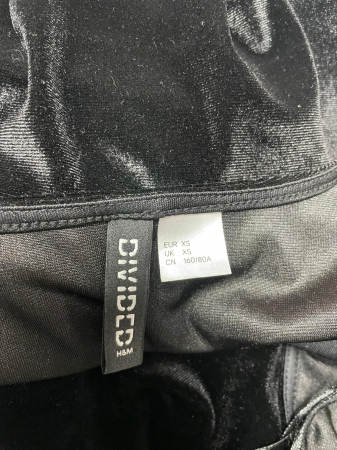 DIVIDED
H&M
EUR XS
UK XS
CN 160/80A